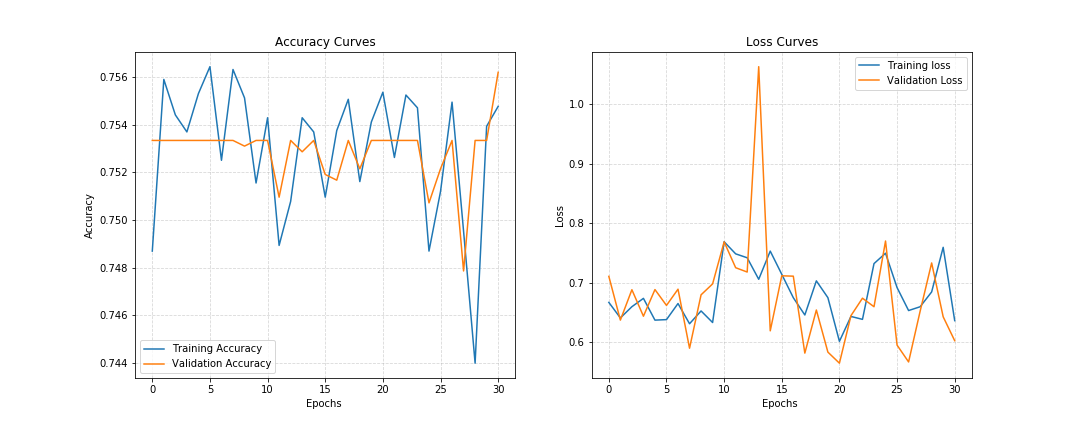 Accuracy Curves
0.756
0.754
0.752
0.750
0.748
0.746
0.744
Accuracy
Training Accuracy
Validation Accuracy
0 5 10 15 20 25 30
Epochs
Loss Curves
Training loss
Validation Loss
1.0
0.9
0.8
0.7
0.6
Loss
0 5 10 15 20 25 30
Epochs